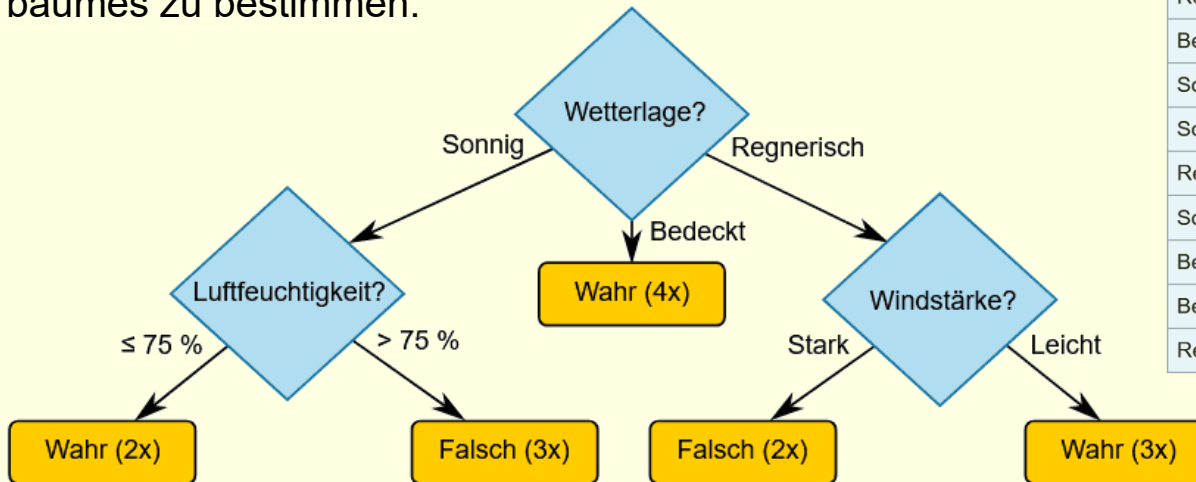 baumes zu bestimmen.
Wetterlage?
Sonnig
Regnerisch
Bedeckt
Luftfeuchtigkeit?
Wahr (4x)
Windstärke?
≤ 75 %
> 75 %
Stark
Leicht
Wahr (2x)
Falsch (3x)
Falsch (2x)
Wahr (3x)